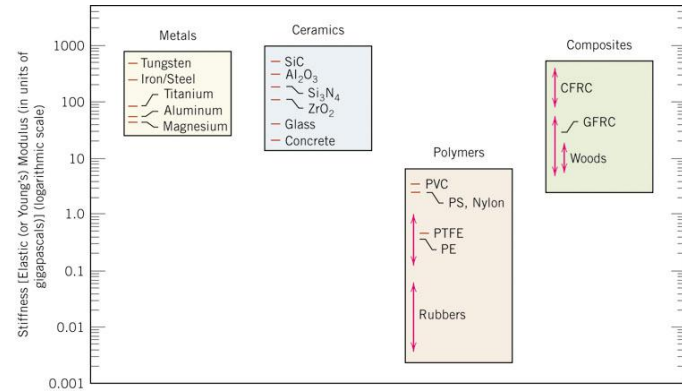 Stiffness [Elastic (or Young's) Modulus (in units of
gigapascals)] (logarithmic scale)
1000
100
10
1.0
0.1
0.01
0.001
Metals
Tungsten
Iron/Steel
Titanium
Aluminum
Magnesium
Ceramics
SiC
Al₂O₃
Si₃N₄
ZrO₂
Glass
Concrete
Polymers
PVC
PS, Nylon
PTFE
PE
Rubbers
Composites
CFRC
GFRC
Woods